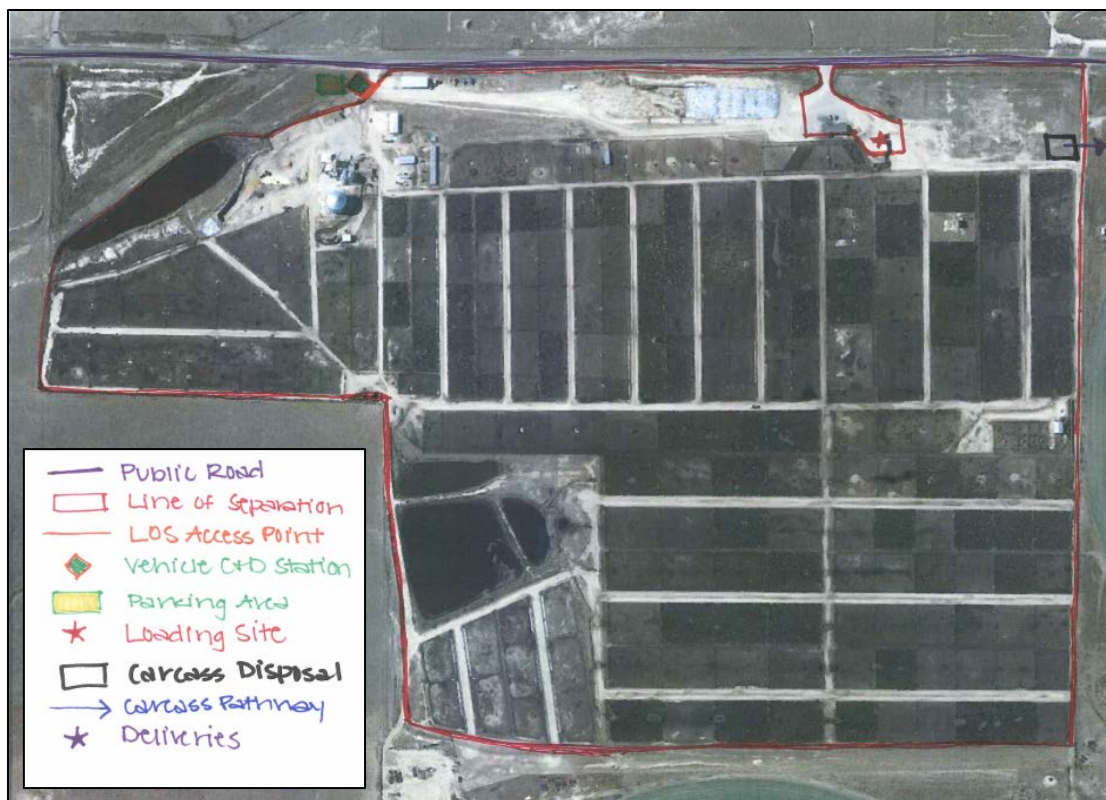 Public Road
Line of Separation
LOS Access Point
Vehicle C+D Station
Parking Area
Loading Site
Carcass Disposal
Carcass Pathway
Deliveries